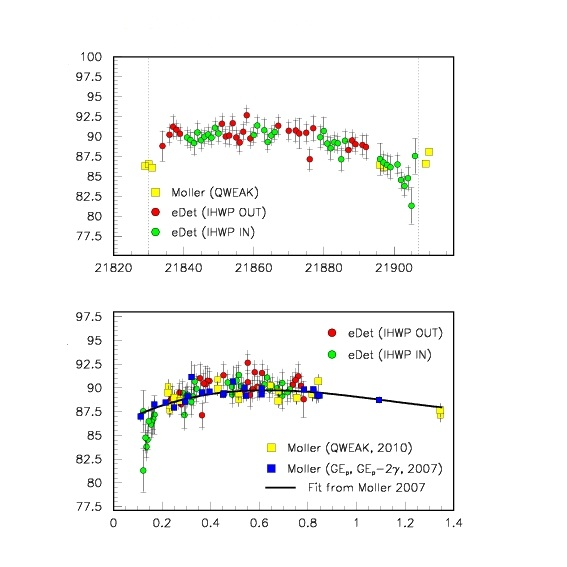 100
97.5
95
92.5
90
87.5
85
82.5
80
77.5
Moller (QWEAK)
eDet (IHWP OUT)
eDet (IHWP IN)
21820 21840 21860 21880 21900
97.5
95
92.5
90
87.5
85
82.5
80
77.5
eDet (IHWP OUT)
eDet (IHWP IN)
Moller (QWEAK, 2010)
Moller (GEp, GEp−2γ, 2007)
Fit from Moller 2007
0 0.2 0.4 0.6 0.8 1 1.2 1.4